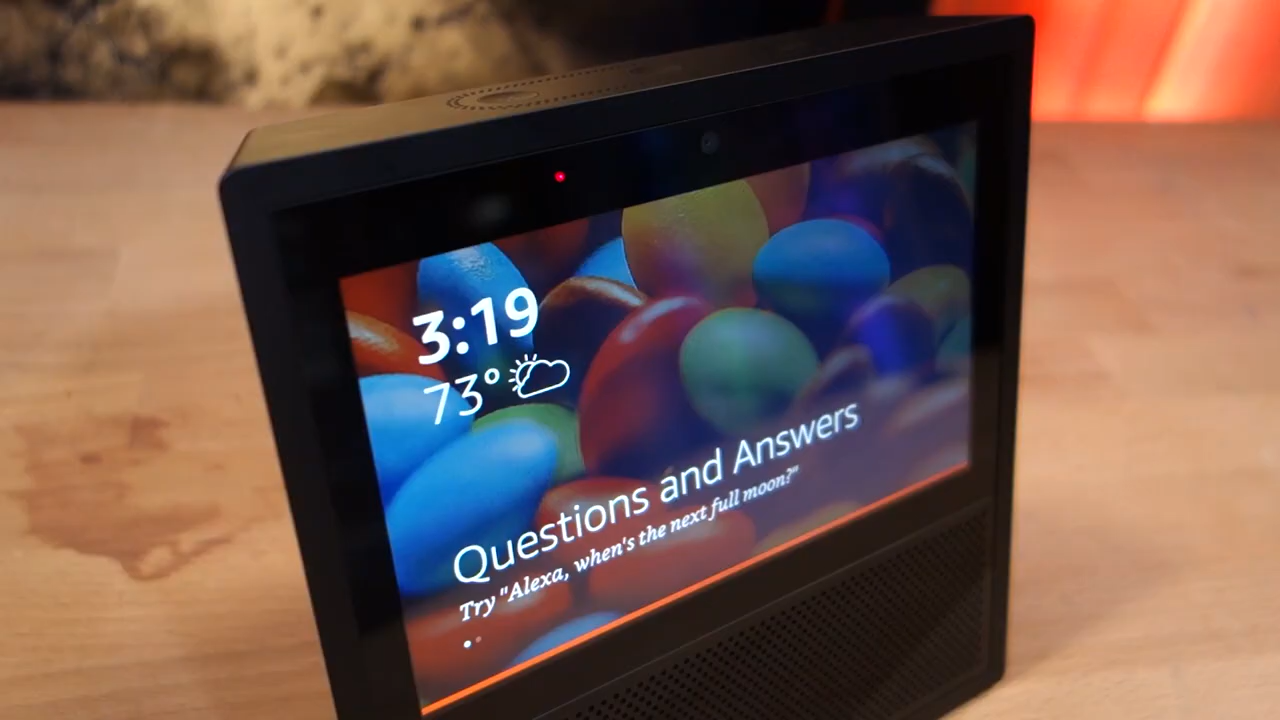 3:19
73°
Questions and Answers
Try "Alexa, when's the next full moon?"